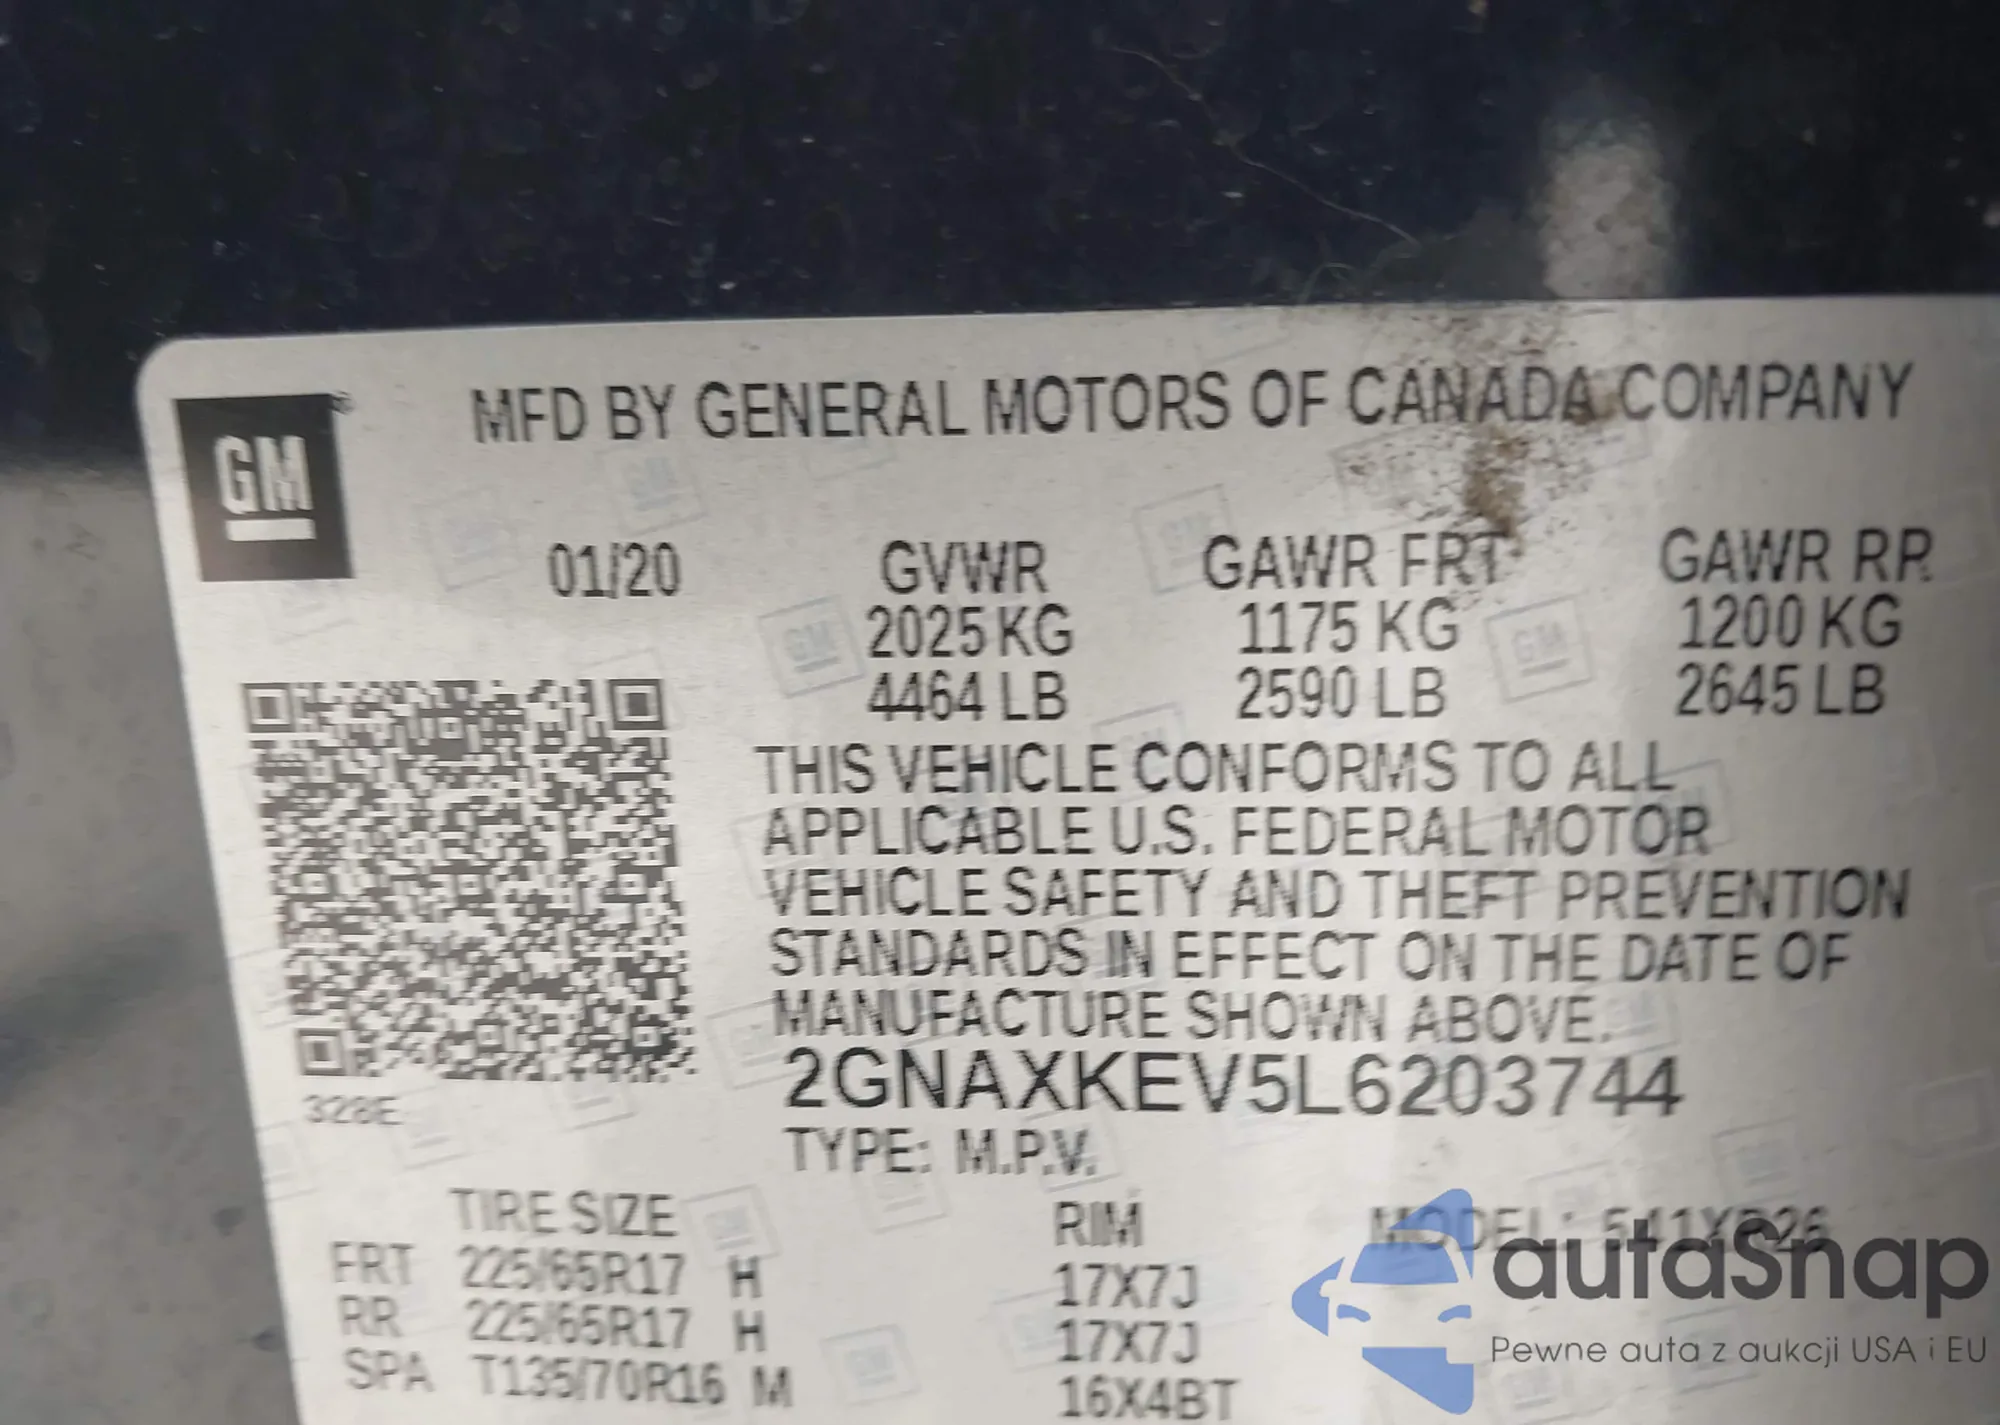 GM
MFD BY GENERAL MOTORS OF CANADA COMPANY
01/20 GVWR GAWR FRT GAWR RR
2025 KG 1175 KG 1200 KG
4464 LB 2590 LB 2645 LB
THIS VEHICLE CONFORMS TO ALL
APPLICABLE U.S. FEDERAL MOTOR
VEHICLE SAFETY AND THEFT PREVENTION
STANDARDS IN EFFECT ON THE DATE OF
MANUFACTURE SHOWN ABOVE.
2GNAXKEV5L6203744
328E
TYPE: M.P.V.
TIRE SIZE RIM MODEL:
FRT 225/65R17 H 17X7J
RR 225/65R17 H 17X7J
SPA T135/70R16 M 16X4BT
autaSnap
Pewne auta z aukcji USA i EU